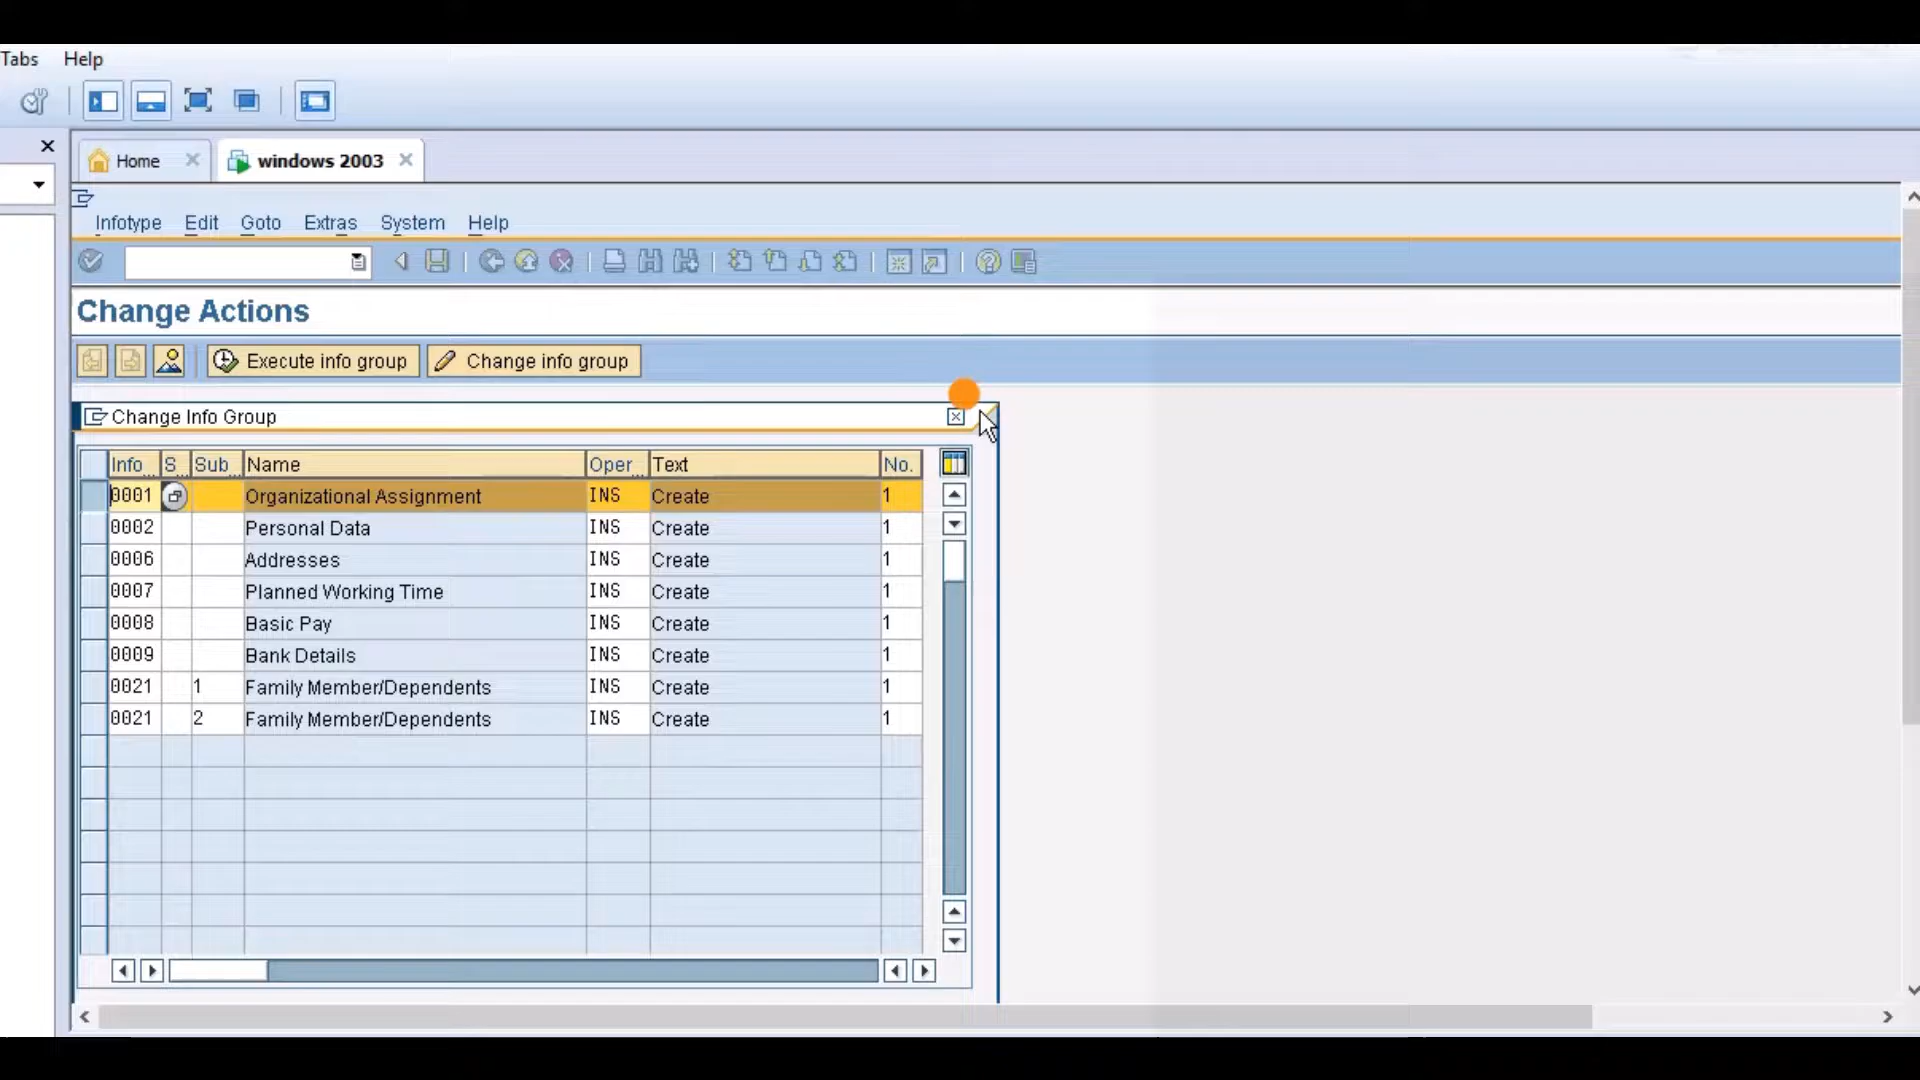 Tabs Help
Home windows 2003
Infotype Edit Goto Extras System Help
Change Actions
Execute info group Change info group
Change Info Group
Info... S... Sub... Name Oper... Text No.
0001 Organizational Assignment INS Create 1
0002 Personal Data INS Create 1
0006 Addresses INS Create 1
0007 Planned Working Time INS Create 1
0008 Basic Pay INS Create 1
0009 Bank Details INS Create 1
0021 1 Family Member/Dependents INS Create 1
0021 2 Family Member/Dependents INS Create 1